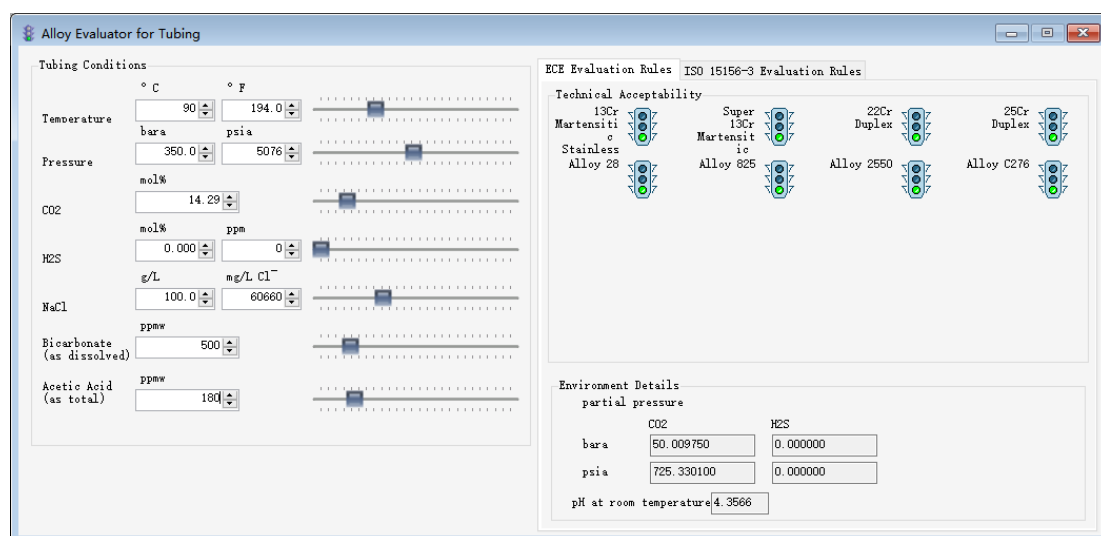 Alloy Evaluator for Tubing
Tubing Conditions
° C ° F
Temperature 90 194.0
bara psia
Pressure 350.0 5076
mol%
CO2 14.29
mol% ppm
H2S 0.000 0
g/L mg/L Cl⁻
NaCl 100.0 60660
ppmw
Bicarbonate
(as dissolved) 500
ppmw
Acetic Acid
(as total) 180
ECE Evaluation Rules ISO 15156-3 Evaluation Rules
Technical Acceptability
13Cr
Martensiti
c
Stainless
Super
13Cr
Martensit
ic
22Cr
Duplex
25Cr
Duplex
Alloy 28 Alloy 825 Alloy 2550 Alloy C276
Environment Details
partial pressure
CO2 H2S
bara 50.009750 0.000000
psia 725.330100 0.000000
pH at room temperature 4.3566